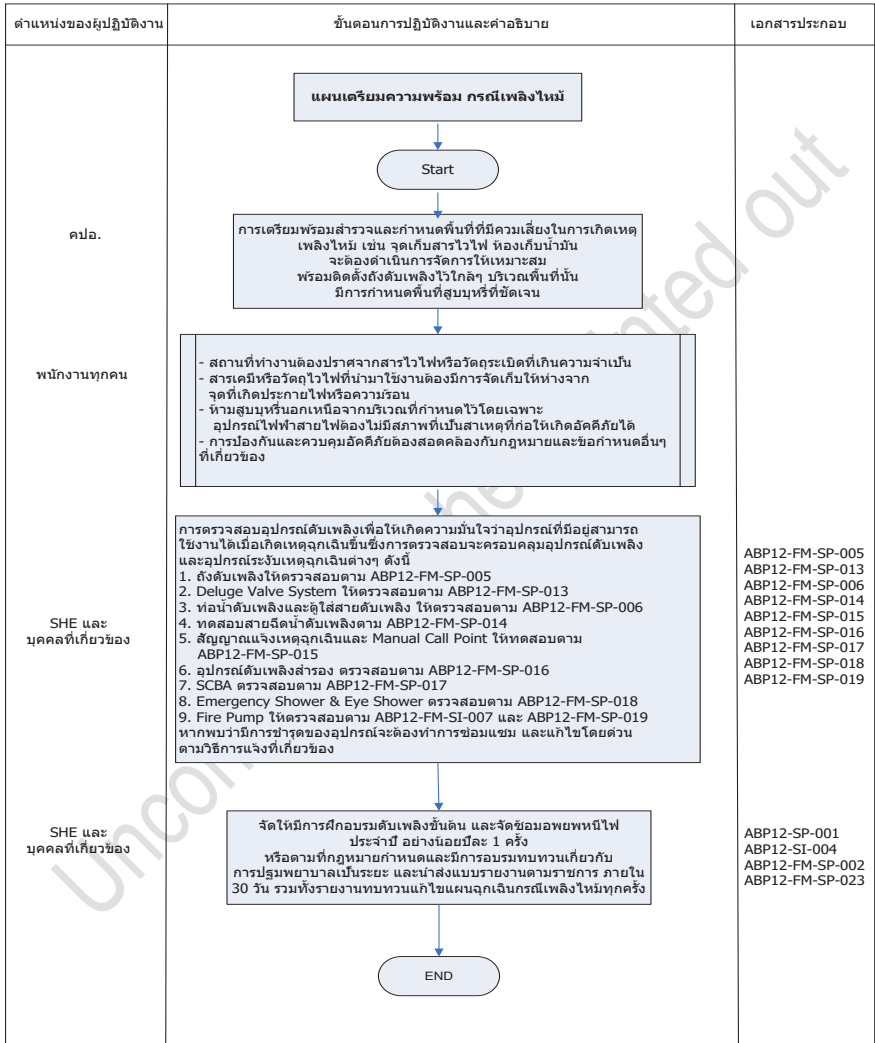 ตำแหน่งของผู้ปฏิบัติงาน
ขั้นตอนการปฏิบัติงานและคำอธิบาย
เอกสารประกอบ
แผนเตรียมความพร้อม กรณีเพลิงไหม้
Start
คปอ.
การเตรียมพร้อมสำรวจและกำหนดพื้นที่ที่มีควมเสี่ยงในการเกิดเหตุ
เพลิงไหม้ เช่น จุดเก็บสารไวไฟ ห้องเก็บน้ำมัน
จะต้องดำเนินการจัดการให้เหมาะสม
พร้อมติดตั้งถังดับเพลิงไว้ใกล้ๆ บริเวณพื้นที่นั้น
มีการกำหนดพื้นที่สูบบุหรี่ที่ชัดเจน
พนักงานทุกคน
- สถานที่ทำงานต้องปราศจากสารไวไฟหรือวัตถุระเบิดที่เกินความจำเป็น
- สารเคมีหรือวัตถุไวไฟที่นำมาใช้งานต้องมีการจัดเก็บให้ห่างจาก
จุดที่เกิดประกายไฟหรือความร้อน
- ห้ามสูบบุหรี่นอกเหนือจากบริเวณที่กำหนดไว้โดยเฉพาะ
อุปกรณ์ไฟฟ้าสายไฟต้องไม่มีสภาพที่เป็นสาเหตุที่ก่อให้เกิดอัคคีภัยได้
- การป้องกันและควบคุมอัคคีภัยต้องสอดคล้องกับกฎหมายและข้อกำหนดอื่นๆ
ที่เกี่ยวข้อง
SHE และ
บุคคลที่เกี่ยวข้อง
การตรวจสอบอุปกรณ์ดับเพลิงเพื่อให้เกิดความมั่นใจว่าอุปกรณ์ที่มีอยู่สามารถ
ใช้งานได้เมื่อเกิดเหตุฉุกเฉินขึ้นซึ่งการตรวจสอบจะครอบคลุมอุปกรณ์ดับเพลิง
และอุปกรณ์ระงับเหตุฉุกเฉินต่างๆ ดังนี้
1. ถังดับเพลิงให้ตรวจสอบตาม ABP12-FM-SP-005
2. Deluge Valve System ให้ตรวจสอบตาม ABP12-FM-SP-013
3. ท่อน้ำดับเพลิงและตู้ใส่สายดับเพลิง ให้ตรวจสอบตาม ABP12-FM-SP-006
4. ทดสอบสายฉีดน้ำดับเพลิงตาม ABP12-FM-SP-014
5. สัญญาณแจ้งเหตุฉุกเฉินและ Manual Call Point ให้ทดสอบตาม
ABP12-FM-SP-015
6. อุปกรณ์ดับเพลิงสำรอง ตรวจสอบตาม ABP12-FM-SP-016
7. SCBA ตรวจสอบตาม ABP12-FM-SP-017
8. Emergency Shower & Eye Shower ตรวจสอบตาม ABP12-FM-SP-018
9. Fire Pump ให้ตรวจสอบตาม ABP12-FM-SI-007 และ ABP12-FM-SP-019
หากพบว่ามีการชำรุดของอุปกรณ์จะต้องทำการซ่อมแซม และแก้ไขโดยด่วน
ตามวิธีการแจ้งที่เกี่ยวข้อง
ABP12-FM-SP-005
ABP12-FM-SP-013
ABP12-FM-SP-006
ABP12-FM-SP-014
ABP12-FM-SP-015
ABP12-FM-SP-016
ABP12-FM-SP-017
ABP12-FM-SP-018
ABP12-FM-SP-019
SHE และ
บุคคลที่เกี่ยวข้อง
จัดให้มีการฝึกอบรมดับเพลิงขั้นต้น และจัดซ้อมอพยพหนีไฟ
ประจำปี อย่างน้อยปีละ 1 ครั้ง
หรือตามที่กฎหมายกำหนดและมีการอบรมทบทวนเกี่ยวกับ
การปฐมพยาบาลเป็นระยะ และนำส่งแบบรายงานตามราชการ ภายใน
30 วัน รวมทั้งรายงานทบทวนแก้ไขแผนฉุกเฉินกรณีเพลิงไหม้ทุกครั้ง
ABP12-SP-001
ABP12-SI-004
ABP12-FM-SP-002
ABP12-FM-SP-023
END